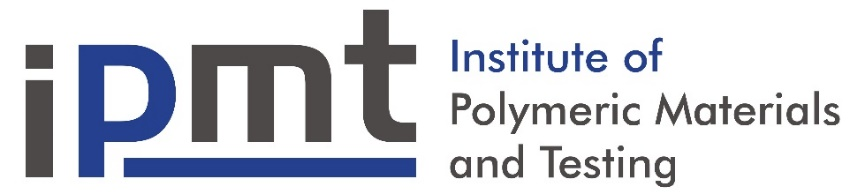 ipmt
Institute of
Polymeric Materials
and Testing